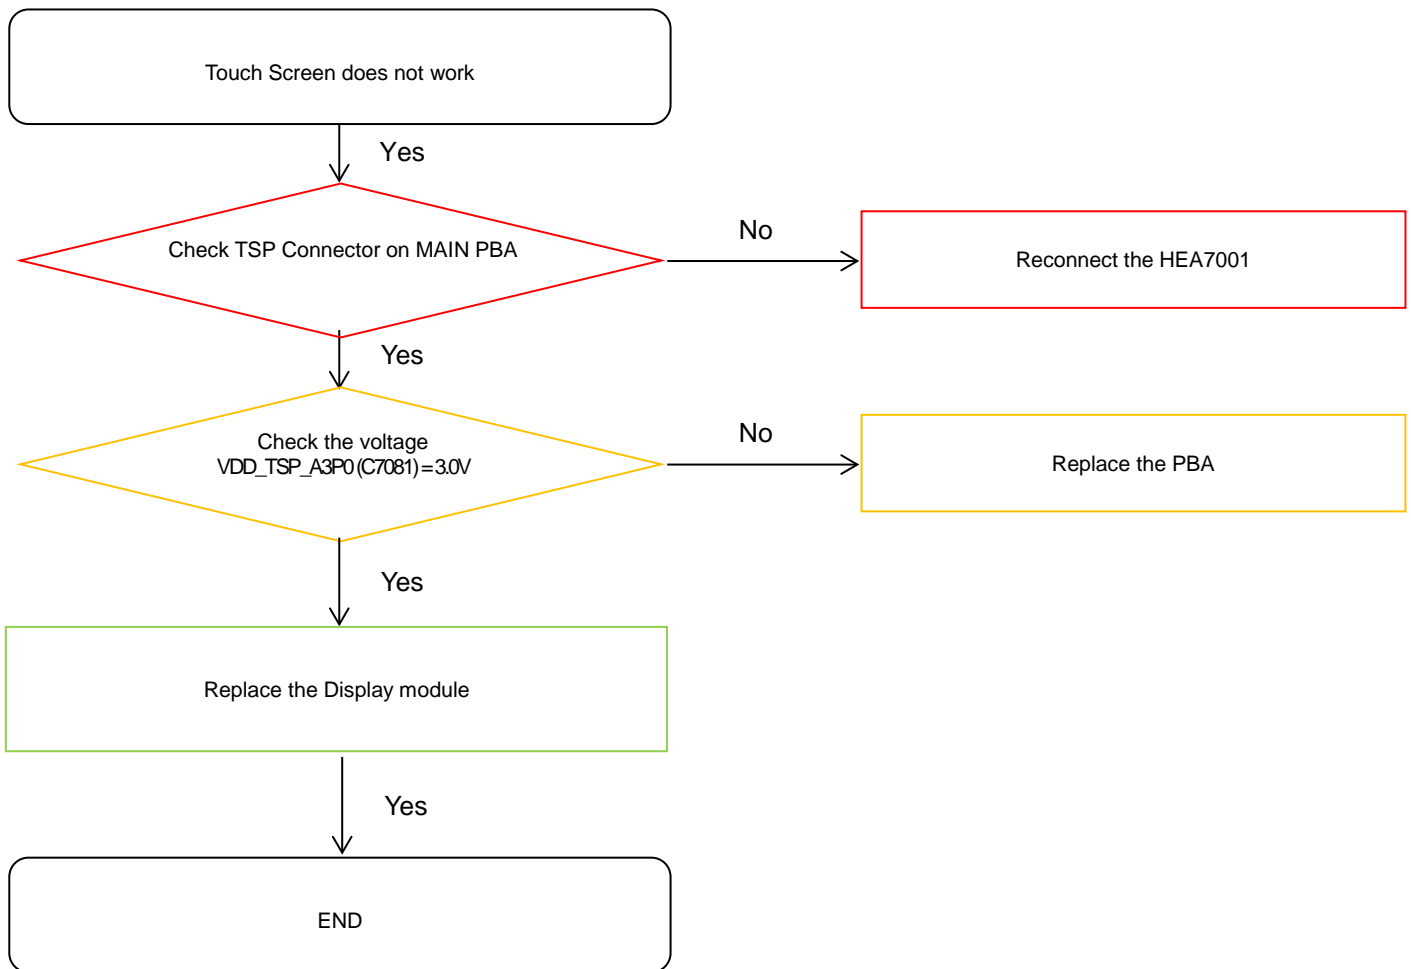 Touch Screen does not work
Yes
Check TSP Connector on MAIN PBA
No
Reconnect the HEA7001
Yes
Check the voltage
VDD_TSP_A3P0 (C7081) = 3.0V
No
Replace the PBA
Yes
Replace the Display module
Yes
END